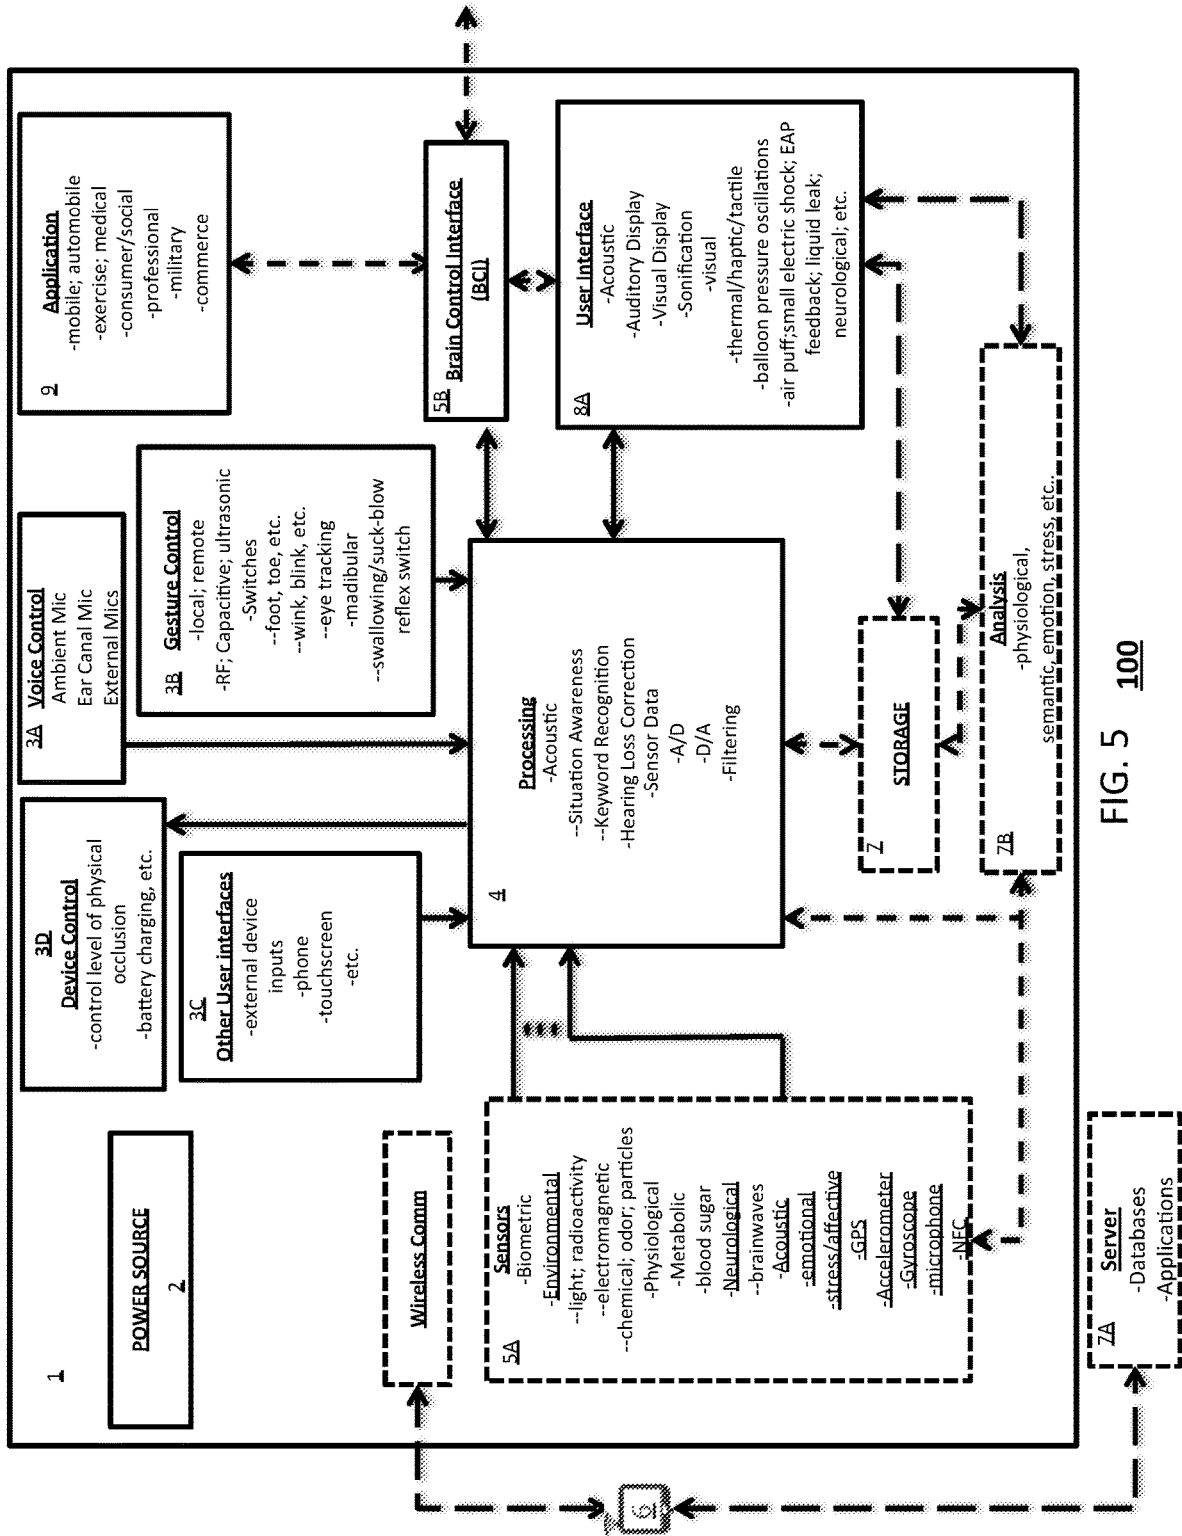 1
POWER SOURCE
2
3D
Device Control
-control level of physical
occlusion
-battery charging, etc.
3A Voice Control
Ambient Mic
Ear Canal Mic
External Mics
9
Application
-mobile; automobile
-exercise; medical
-consumer/social
-professional
-military
-commerce
3C
Other User interfaces
-external device
inputs
-phone
-touchscreen
-etc.
3B Gesture Control
-local; remote
-RF; Capacitive; ultrasonic
-Switches
--foot, toe, etc.
--wink, blink, etc.
--eye tracking
-madibular
--swallowing/suck-blow
reflex switch
Wireless Comm
5B
Brain Control Interface
(BCI)
5A
Sensors
-Biometric
-Environmental
--light; radioactivity
--electromagnetic
--chemical; odor; particles
-Physiological
-Metabolic
-blood sugar
-Neurological
--brainwaves
-Acoustic
-emotional
-stress/affective
-GPS
-Accelerometer
-Gyroscope
-microphone
-NFC
4
Processing
-Acoustic
--Situation Awareness
--Keyword Recognition
-Hearing Loss Correction
-Sensor Data
-A/D
-D/A
-Filtering
8A
User Interface
-Acoustic
-Auditory Display
-Visual Display
-Sonification
-visual
-thermal/haptic/tactile
-balloon pressure oscillations
-air puff;small electric shock; EAP
feedback; liquid leak;
neurological; etc.
6
7
STORAGE
7B
Analysis
-physiological,
semantic, emotion, stress, etc..
7A
Server
-Databases
-Applications
FIG. 5
100